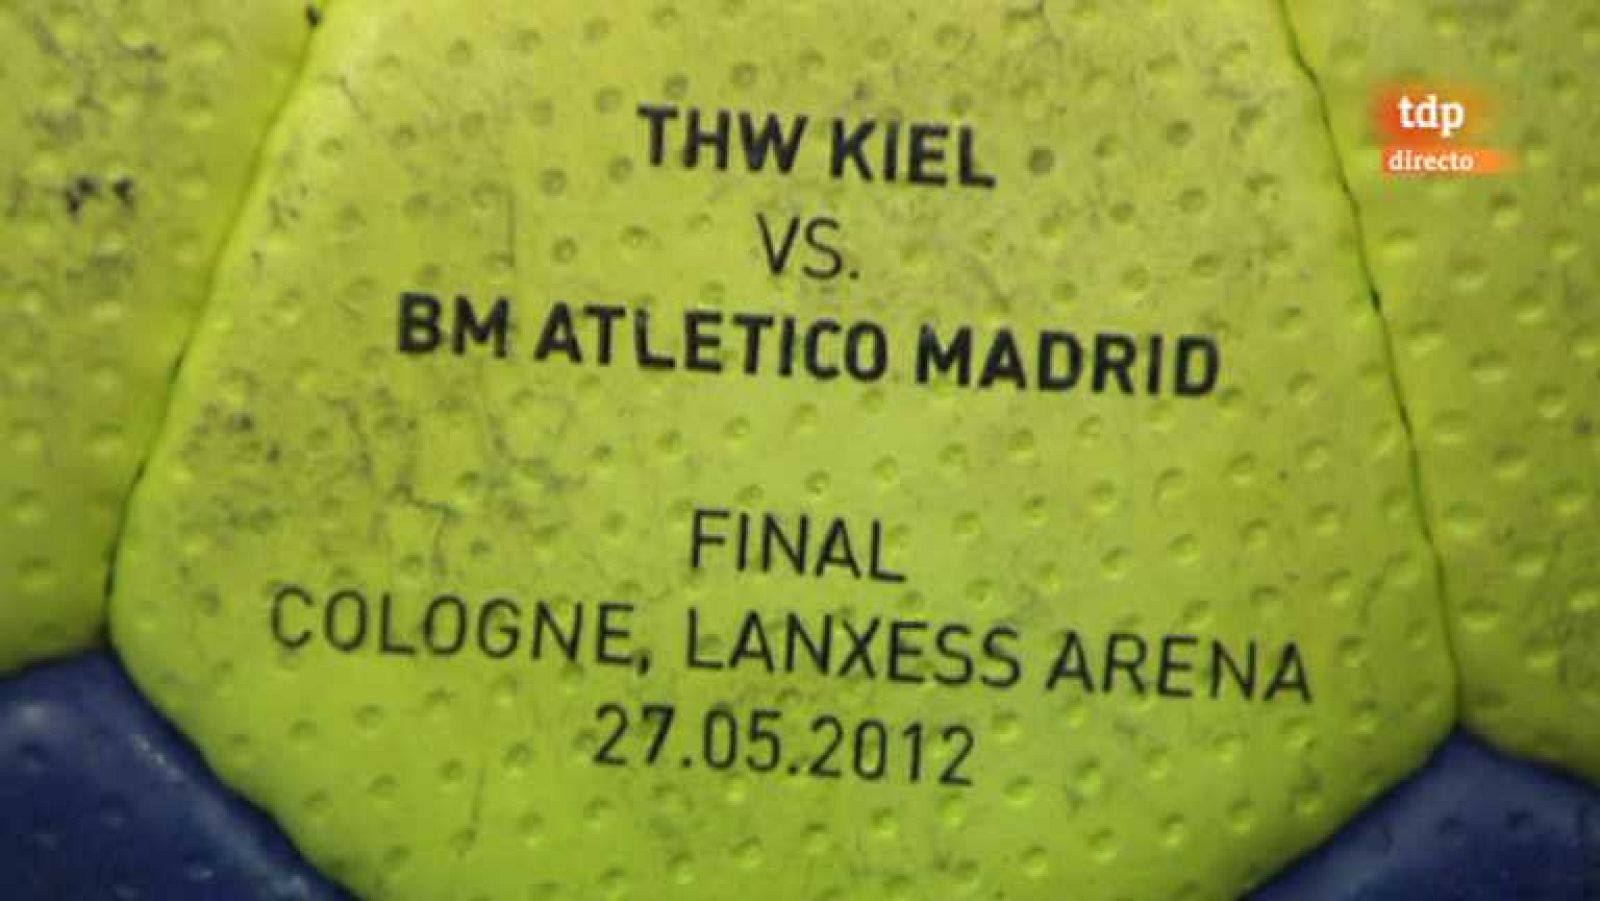 tdp
directo
THW KIEL
VS.
BM ATLETICO MADRID
FINAL
COLOGNE, LANXESS ARENA
27.05.2012